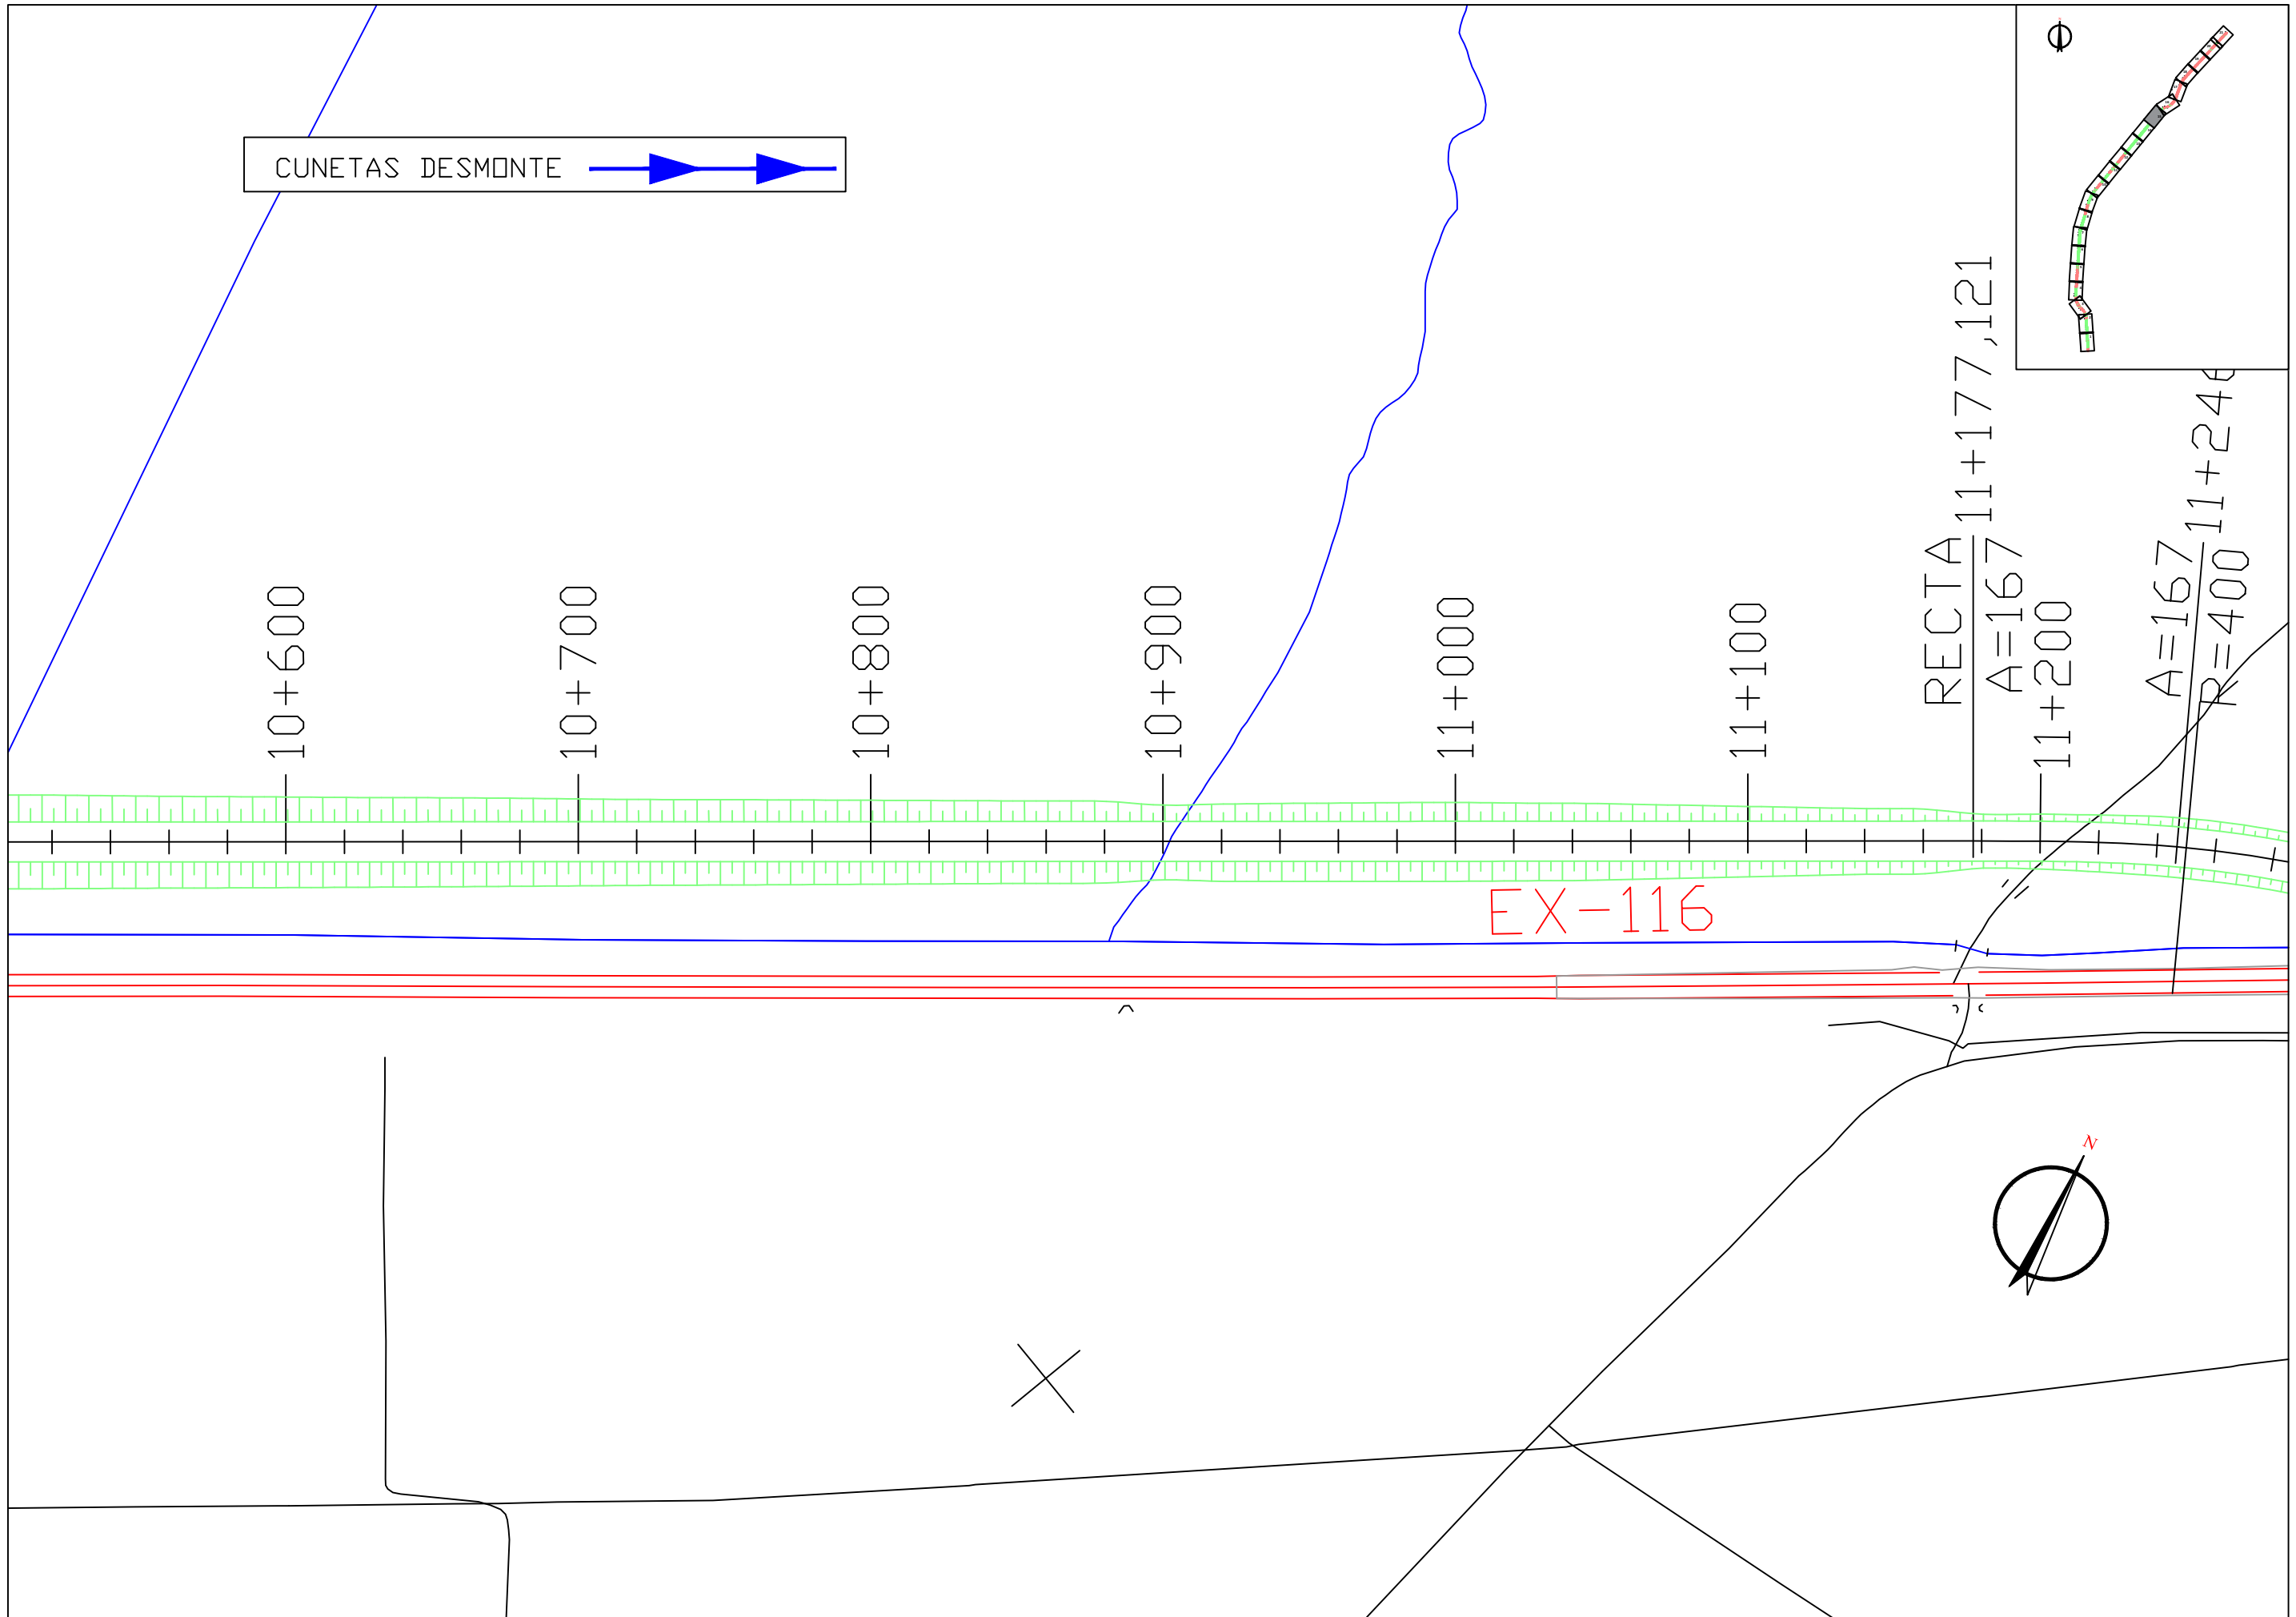 CUNETAS DESMONTE
10+600
10+700
10+800
10+900
11+000
11+100
RECTA 11+177,121
A=167
11+200
A=167 11+24
R=400
EX-116
N